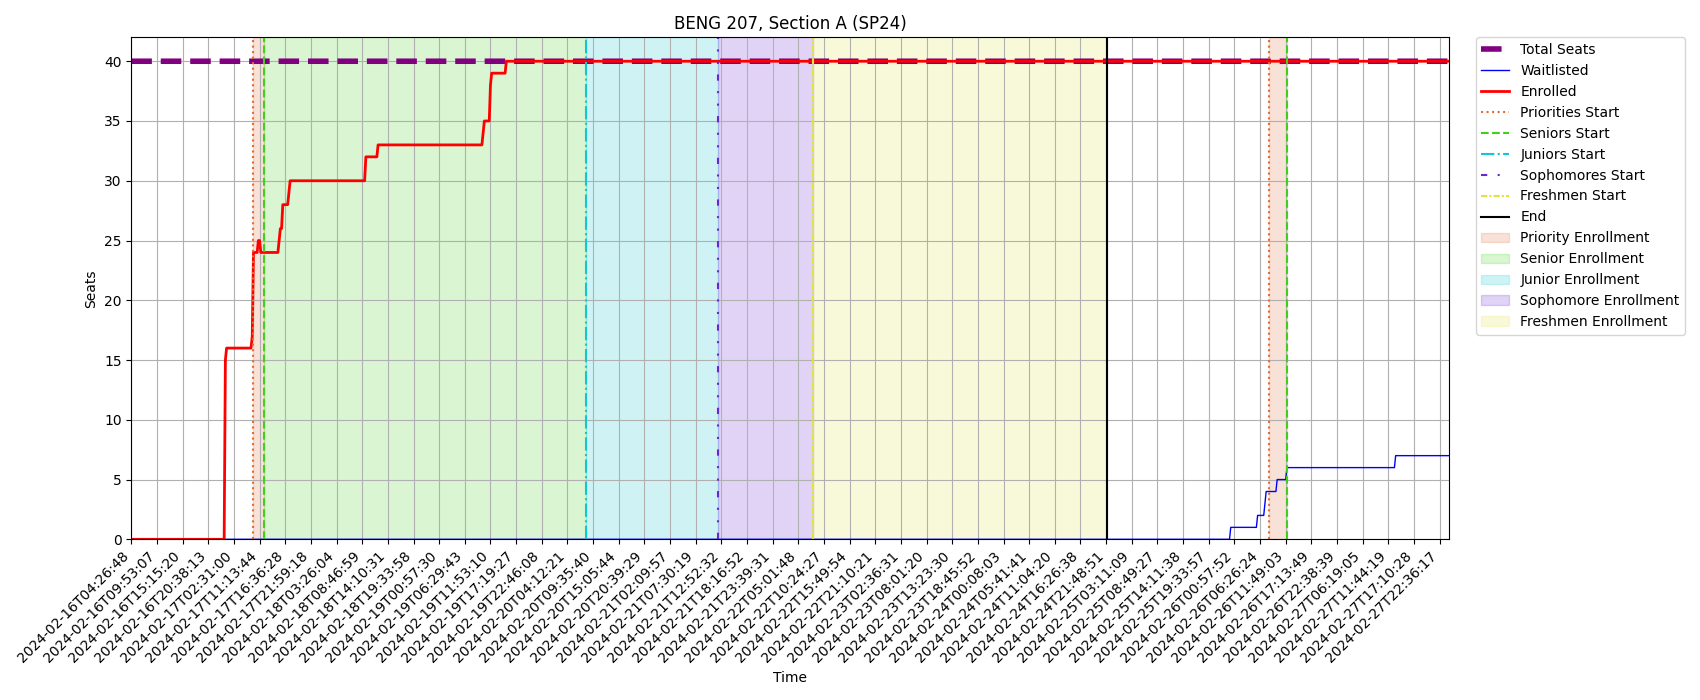 BENG 207, Section A (SP24)
Seats
40
35
30
25
20
15
10
5
0
2024-02-16T04:26:48
2024-02-16T09:53:07
2024-02-16T15:15:20
2024-02-16T20:38:13
2024-02-17T02:31:00
2024-02-17T11:13:44
2024-02-17T16:36:28
2024-02-17T21:59:18
2024-02-18T03:26:04
2024-02-18T08:46:59
2024-02-18T14:10:31
2024-02-18T19:33:58
2024-02-19T00:57:30
2024-02-19T06:29:43
2024-02-19T11:53:10
2024-02-19T17:19:27
2024-02-19T22:46:08
2024-02-20T04:12:21
2024-02-20T09:35:40
2024-02-20T15:05:44
2024-02-20T20:39:29
2024-02-21T02:09:57
2024-02-21T07:30:19
2024-02-21T12:52:32
2024-02-21T18:16:52
2024-02-21T23:39:31
2024-02-22T05:01:48
2024-02-22T10:24:27
2024-02-22T15:49:54
2024-02-22T21:10:21
2024-02-23T02:36:31
2024-02-23T08:01:20
2024-02-23T13:23:30
2024-02-23T18:45:52
2024-02-24T00:08:03
2024-02-24T05:41:41
2024-02-24T11:04:20
2024-02-24T16:26:38
2024-02-24T21:48:51
2024-02-25T03:11:09
2024-02-25T08:49:27
2024-02-25T14:11:38
2024-02-25T19:33:57
2024-02-26T00:57:52
2024-02-26T06:26:24
2024-02-26T11:49:03
2024-02-26T17:13:49
2024-02-26T22:38:39
2024-02-27T06:19:05
2024-02-27T11:44:19
2024-02-27T17:10:28
2024-02-27T22:36:17
Time
Total Seats
Waitlisted
Enrolled
Priorities Start
Seniors Start
Juniors Start
Sophomores Start
Freshmen Start
End
Priority Enrollment
Senior Enrollment
Junior Enrollment
Sophomore Enrollment
Freshmen Enrollment